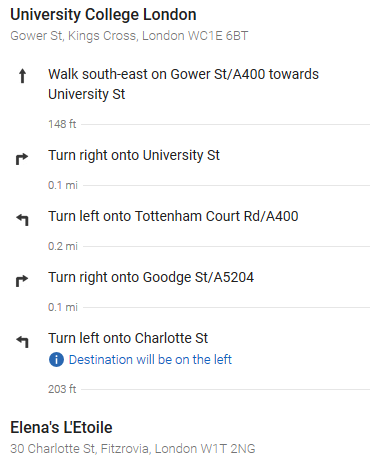 University College London
Gower St, Kings Cross, London WC1E 6BT
Walk south-east on Gower St/A400 towards
University St
148 ft
Turn right onto University St
0.1 mi
Turn left onto Tottenham Court Rd/A400
0.2 mi
Turn right onto Goodge St/A5204
0.1 mi
Turn left onto Charlotte St
Destination will be on the left
203 ft
Elena's L'Etoile
30 Charlotte St, Fitzrovia, London W1T 2NG